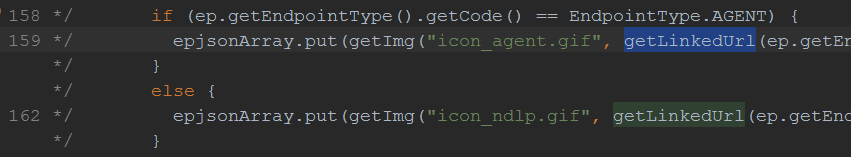 158 */ if (ep.getEndpointType().getCode() == EndpointType.AGENT) {
159 */ epjsonArray.put(getImg("icon_agent.gif", getLinkedUrl(ep.getEn
*/ }
*/ else {
162 */ epjsonArray.put(getImg("icon_ndlp.gif", getLinkedUrl(ep.getEnd
*/ }